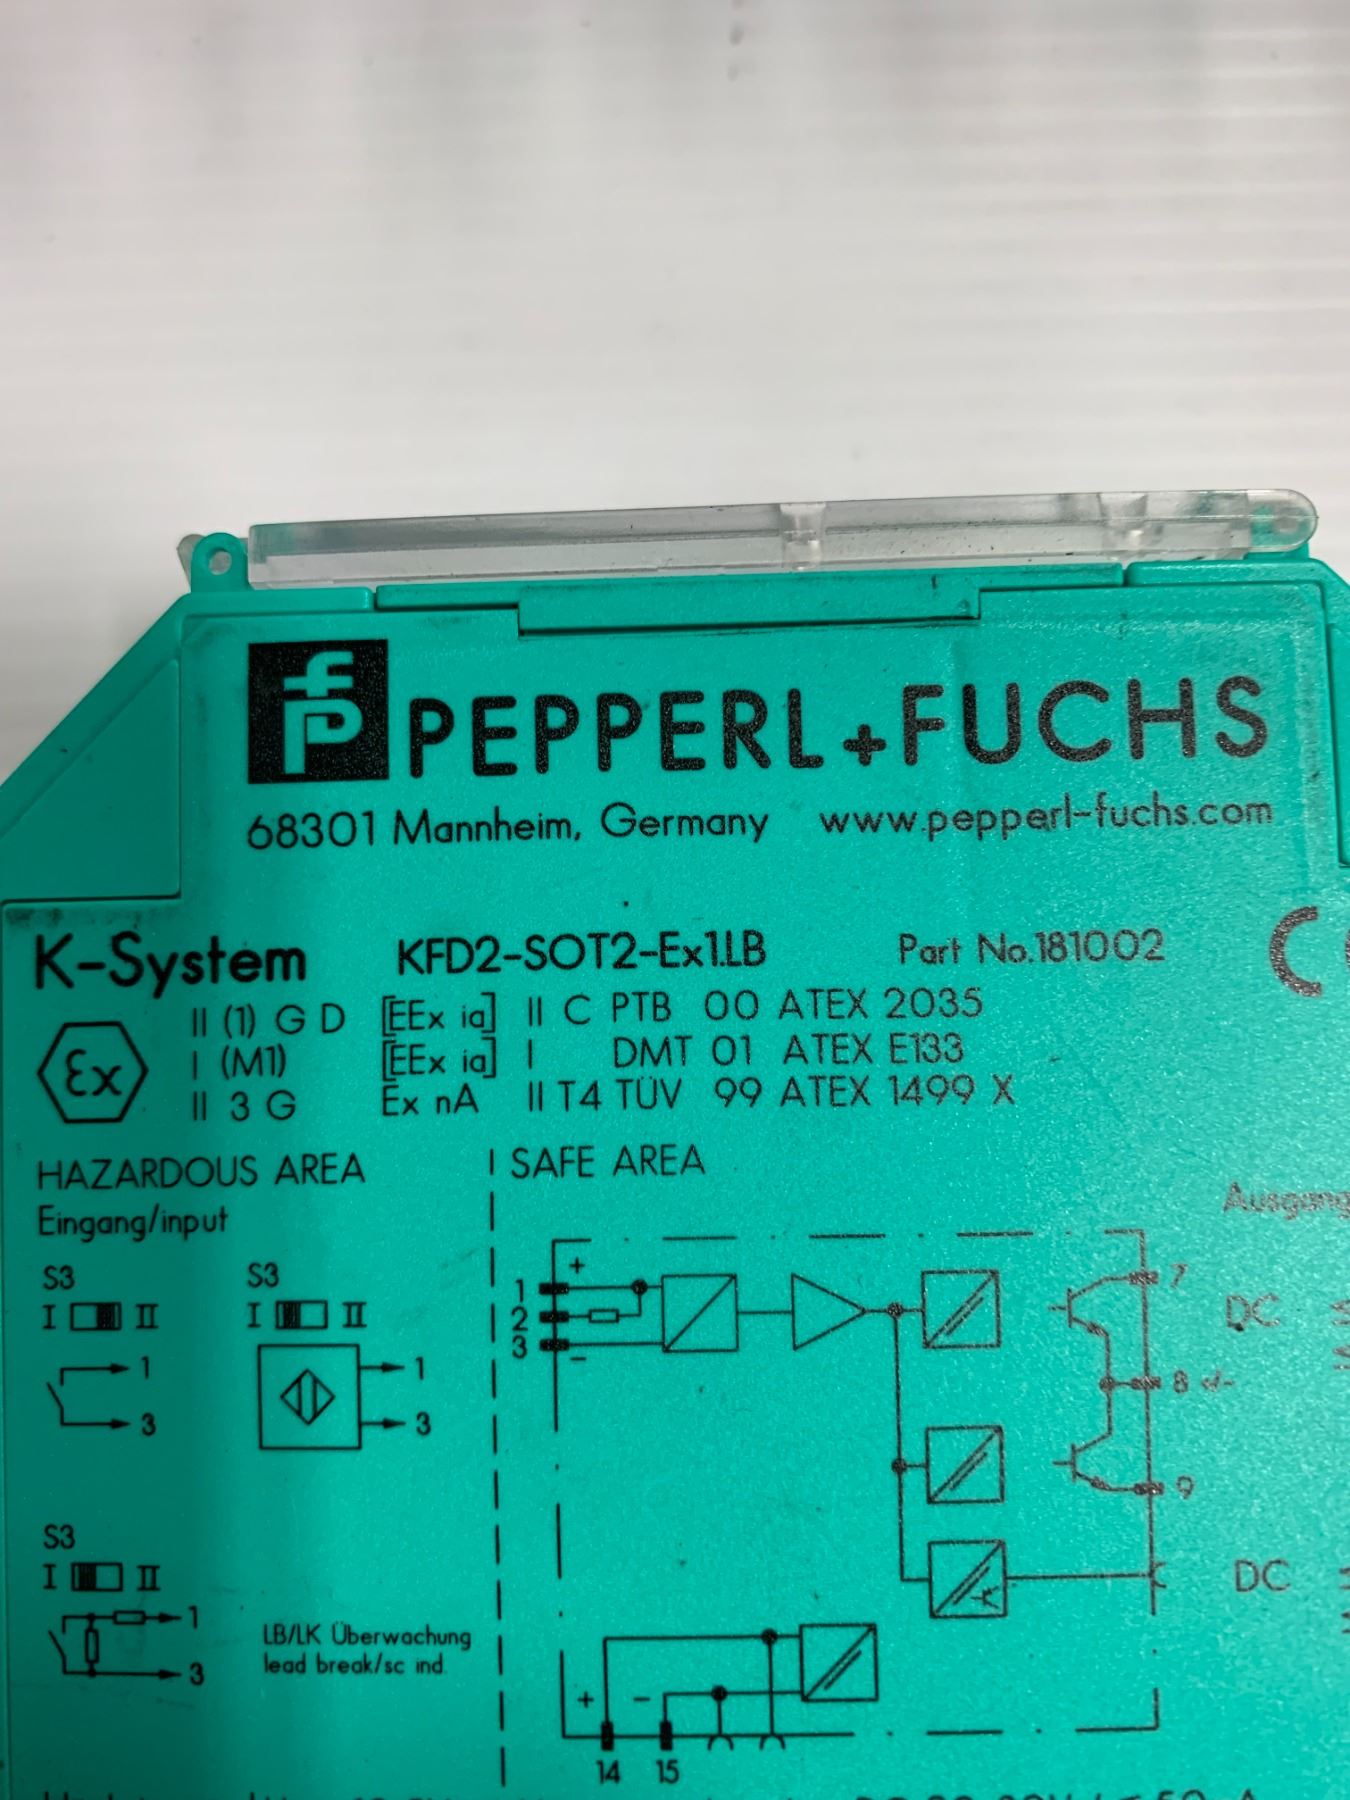 fp PEPPERL+FUCHS
68301 Mannheim, Germany www.pepperl-fuchs.com
K-System KFD2-SOT2-Ex1.LB Part No.181002
Ex
II (1) G D [EEx ia] II C PTB 00 ATEX 2035
I (M1) [EEx ia] I DMT 01 ATEX E133
II 3 G Ex nA II T4 TÜV 99 ATEX 1499 X
HAZARDOUS AREA SAFE AREA
Eingang/input
Ausgang
S3 S3
I II I II
1
3
1
3
+
1
2
3
-
7
DC
8 +/-
9
S3
I II
1
3
LB/LK Überwachung
lead break/sc ind.
DC
+ -
14 15